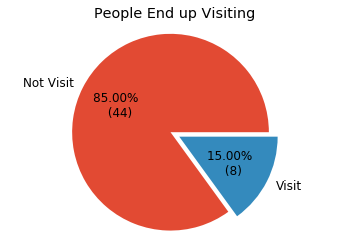 People End up Visiting
Not Visit
85.00%
(44)
15.00%
(8)
Visit